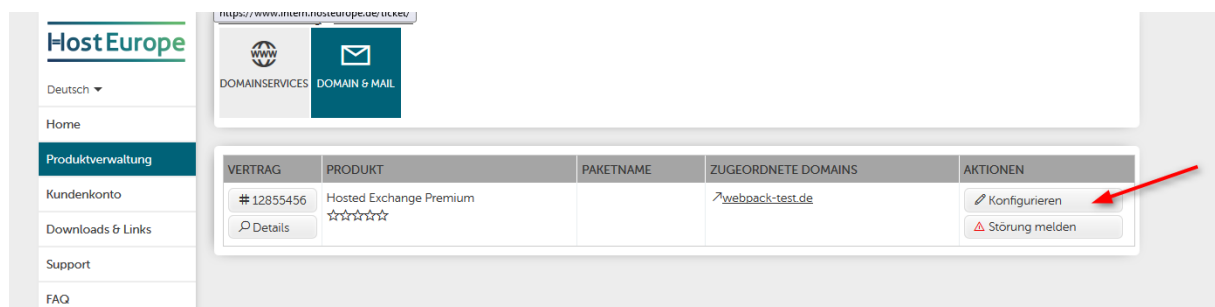 https://www.intern.hosteurope.de/ticket/
HostEurope
Deutsch
Home
Produktverwaltung
Kundenkonto
Downloads & Links
Support
FAQ
WWW
DOMAINSERVICES
DOMAIN & MAIL
VERTRAG PRODUKT PAKETNAME ZUGEORDNETE DOMAINS AKTIONEN
# 12855456 Hosted Exchange Premium webpack-test.de Konfigurieren
Details Störung melden